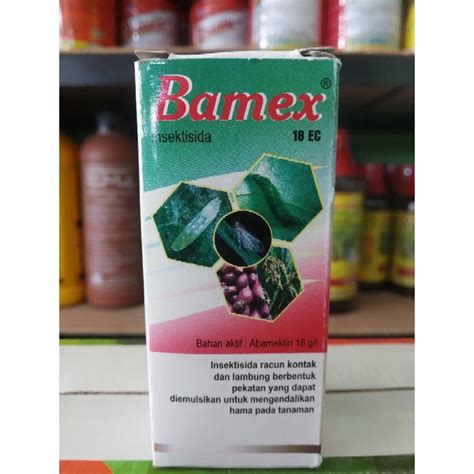 Bamex®
Insektisida 18 EC
Bahan aktif : Abamektin 18 g/l
Insektisida racun kontak
dan lambung berbentuk
pekatan yang dapat
diemulsikan untuk mengendalikan
hama pada tanaman